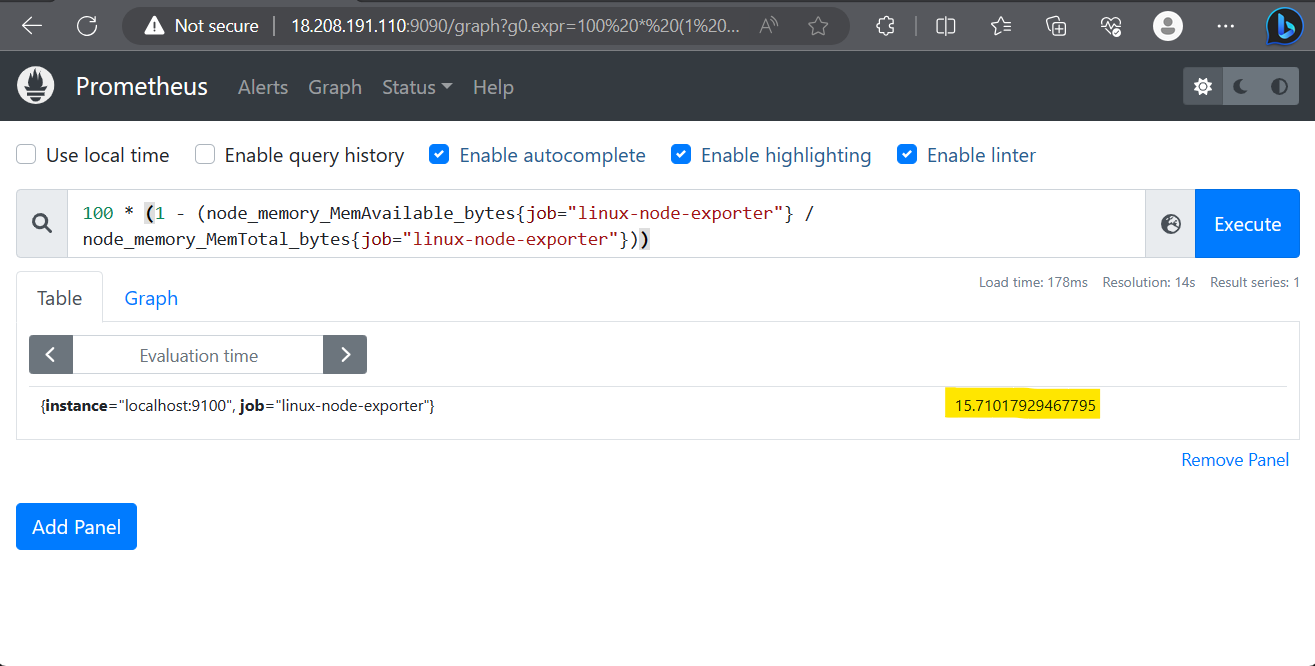 Not secure | 18.208.191.110:9090/graph?g0.expr=100%20*%20(1%20...
Prometheus Alerts Graph Status Help
Use local time Enable query history Enable autocomplete Enable highlighting Enable linter
100 * (1 - (node_memory_MemAvailable_bytes{job="linux-node-exporter"} /
node_memory_MemTotal_bytes{job="linux-node-exporter"}))
Execute
Load time: 178ms Resolution: 14s Result series: 1
Table Graph
Evaluation time
{instance="localhost:9100", job="linux-node-exporter"} 15.71017929467795
Remove Panel
Add Panel